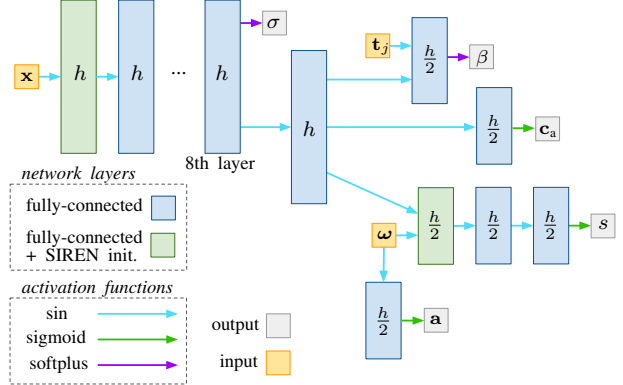 x
h
h
...
h
8th layer
σ
h
t_j
h/2
β
h/2
c_a
h/2
h/2
h/2
s
ω
h/2
a
network layers
fully-connected
fully-connected
+ SIREN init.
activation functions
sin
sigmoid
softplus
output
input